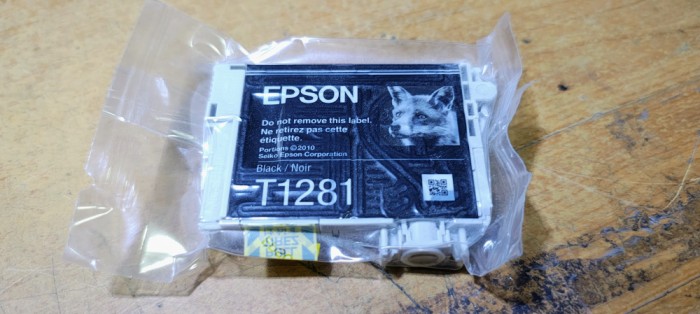 EPSON
Do not remove this label.
Ne retirez pas cette
étiquette.
Portions ©2010
Seiko Epson Corporation
Black / Noir
T1281